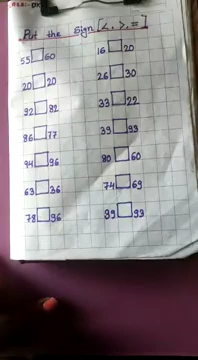 Put the sign [<, >, =]
55 □ 60 16 □ 20
20 □ 20 26 □ 30
92 □ 82 33 □ 22
86 □ 77 39 □ 93
94 □ 96 80 □ 60
63 □ 36 74 □ 69
78 □ 96 39 □ 93